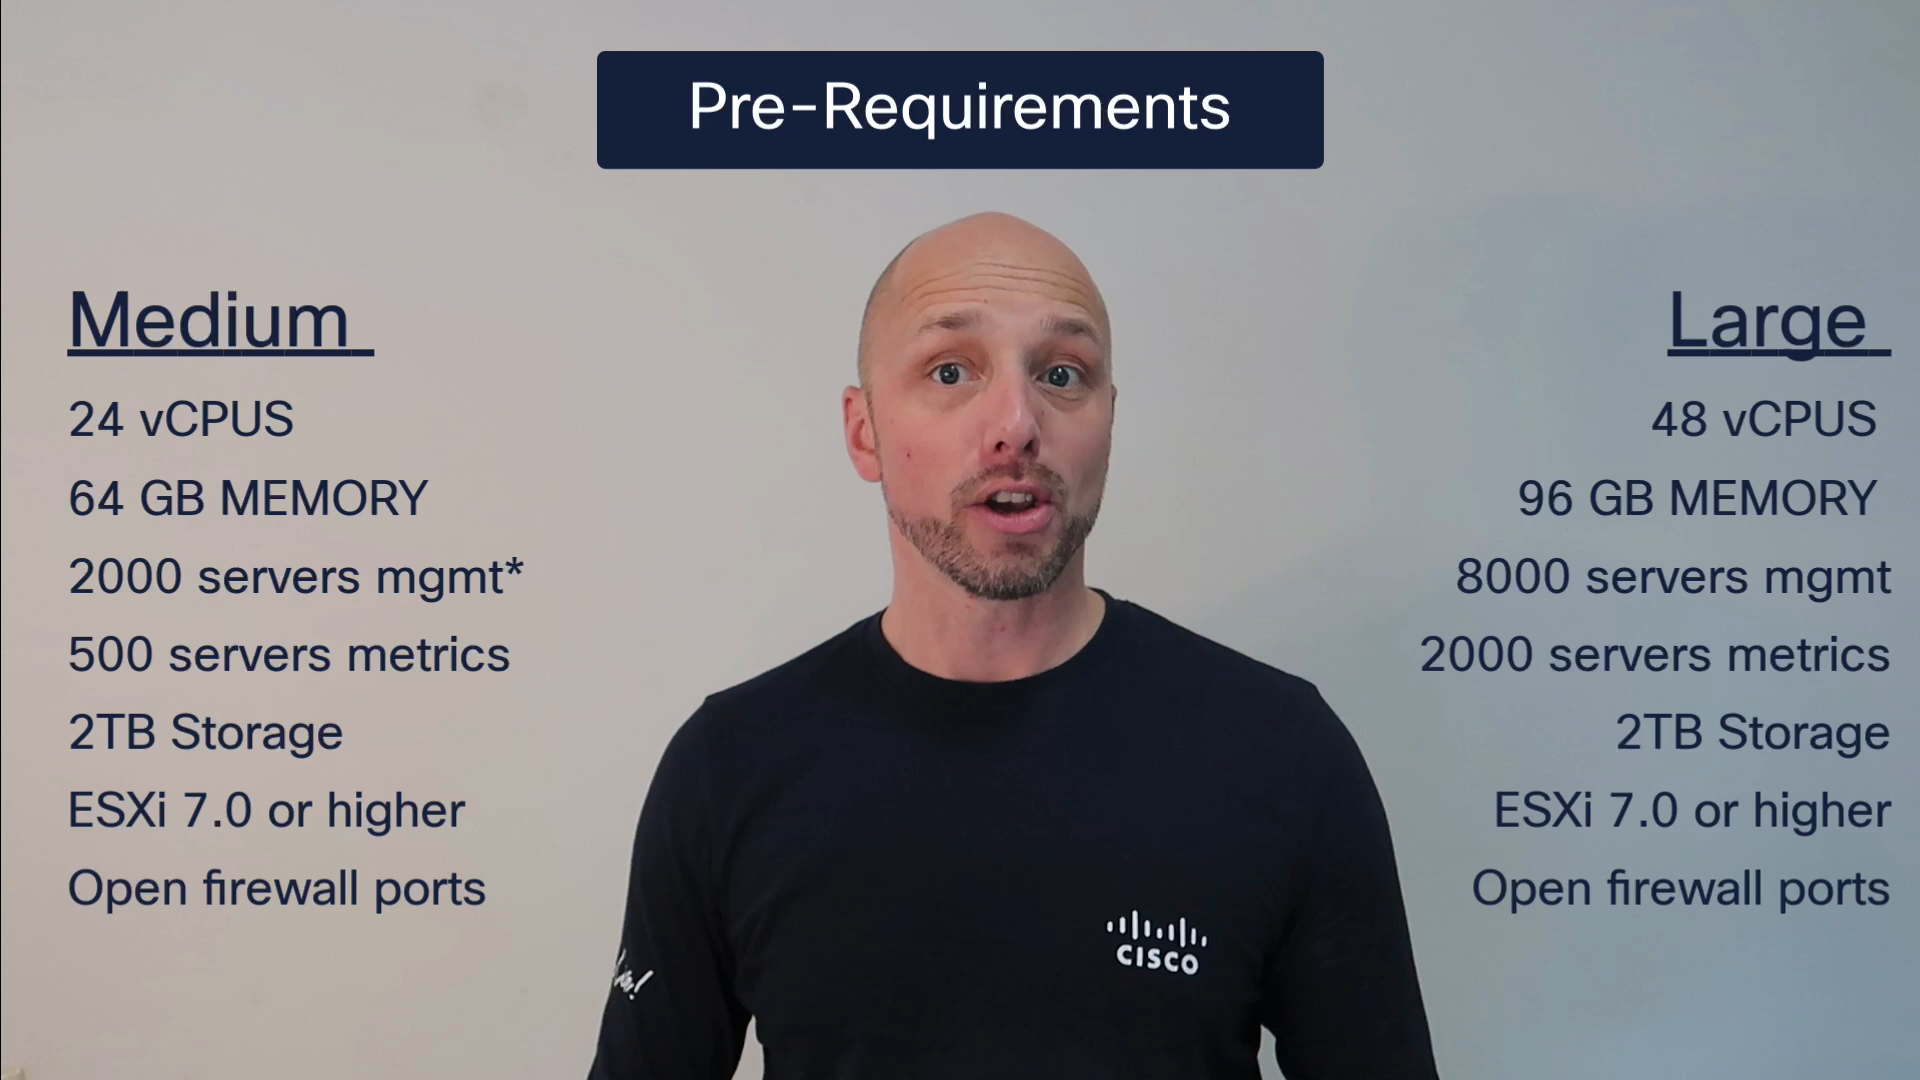 Pre-Requirements
Medium
24 vCPUS
64 GB MEMORY
2000 servers mgmt*
500 servers metrics
2TB Storage
ESXi 7.0 or higher
Open firewall ports
Large
48 vCPUS
96 GB MEMORY
8000 servers mgmt
2000 servers metrics
2TB Storage
ESXi 7.0 or higher
Open firewall ports
CISCO